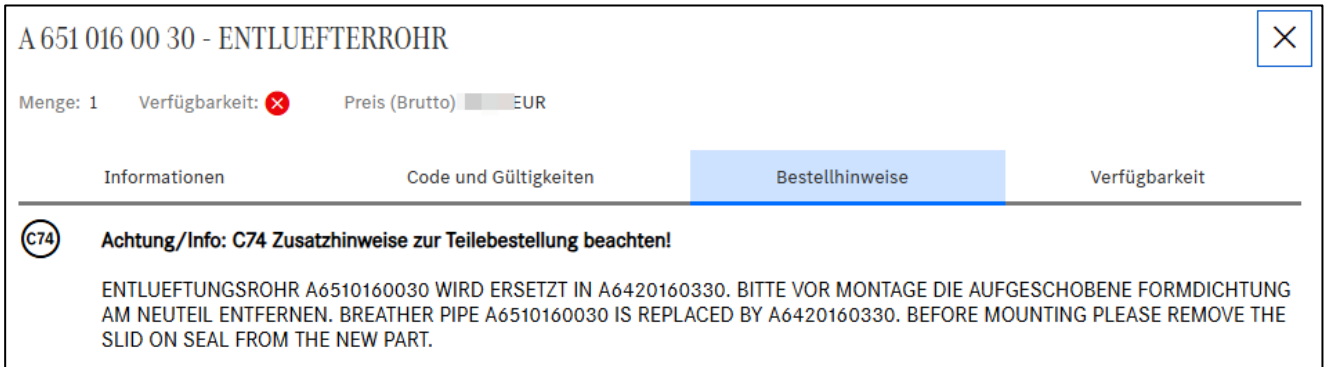 A 651 016 00 30 - ENTLUEFTERROHR
Menge: 1 Verfügbarkeit: Preis (Brutto) EUR
Informationen Code und Gültigkeiten Bestellhinweise Verfügbarkeit
C74 Achtung/Info: C74 Zusatzhinweise zur Teilebestellung beachten!
ENTLUEFTUNGSROHR A6510160030 WIRD ERSETZT IN A6420160330. BITTE VOR MONTAGE DIE AUFGESCHOBENE FORMDICHTUNG
AM NEUTEIL ENTFERNEN. BREATHER PIPE A6510160030 IS REPLACED BY A6420160330. BEFORE MOUNTING PLEASE REMOVE THE
SLID ON SEAL FROM THE NEW PART.